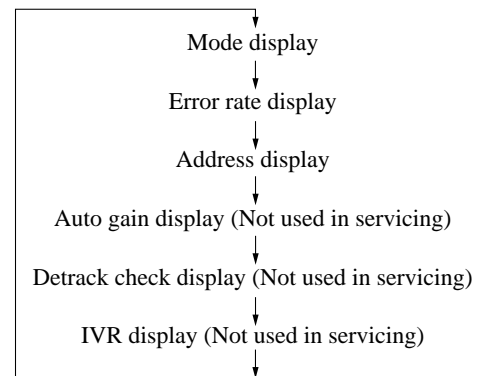 Mode display
Error rate display
Address display
Auto gain display (Not used in servicing)
Detrack check display (Not used in servicing)
IVR display (Not used in servicing)